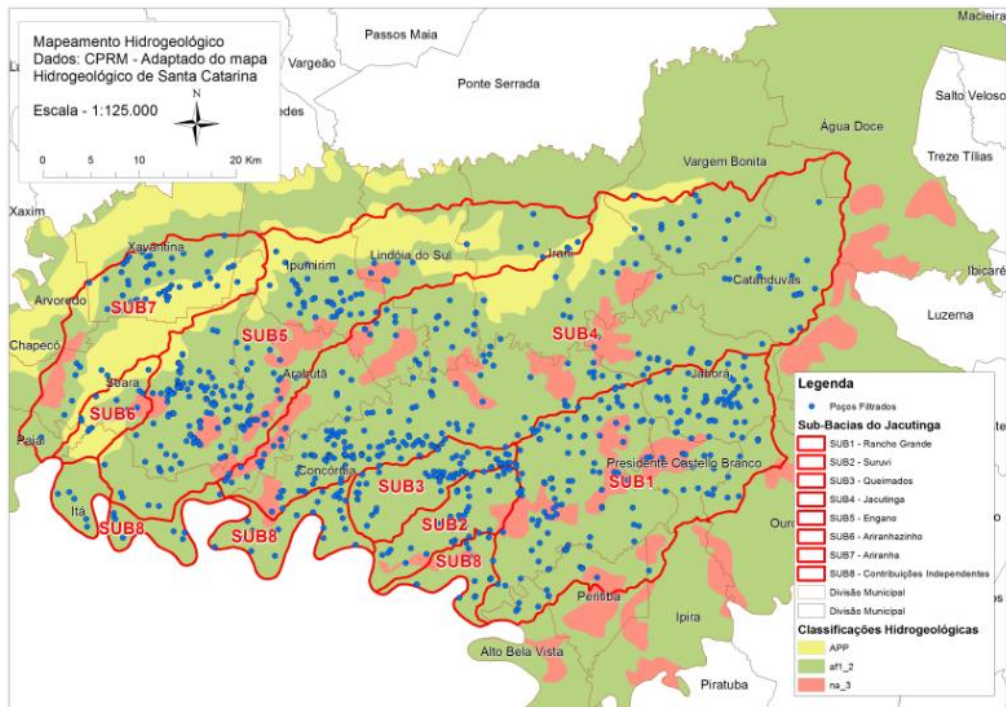 Mapeamento Hidrogeológico
Dados: CPRM - Adaptado do mapa
Hidrogeológico de Santa Catarina
Escala - 1:125.000
N
0 5 10 20 Km
Passos Maia
Vargeão
Ponte Serrada
Macieira
Salto Veloso
Água Doce
Treze Tílias
Vargem Bonita
Xaxim
Xavantina
Lindóia do Sul
Irani
Ipumirim
Catanduvas
Ibicaré
Arvoredo
SUB7
Luzerna
Chapecó
SUB5
SUB4
Seara
Arabutã
Jaborá
SUB6
Paial
Concórdia
Presidente Castello Branco
SUB3
SUB1
Itá
SUB8
SUB8
SUB2
SUB8
Ouro
Peritiba
Ipira
Alto Bela Vista
Piratuba
Legenda
Poços Filtrados
Sub-Bacias do Jacutinga
SUB1 - Rancho Grande
SUB2 - Suruvi
SUB3 - Queimados
SUB4 - Jacutinga
SUB5 - Engano
SUB6 - Ariranhazinho
SUB7 - Ariranha
SUB8 - Contribuições Independentes
Divisão Municipal
Divisão Municipal
Classificações Hidrogeológicas
APP
af1_2
na_3